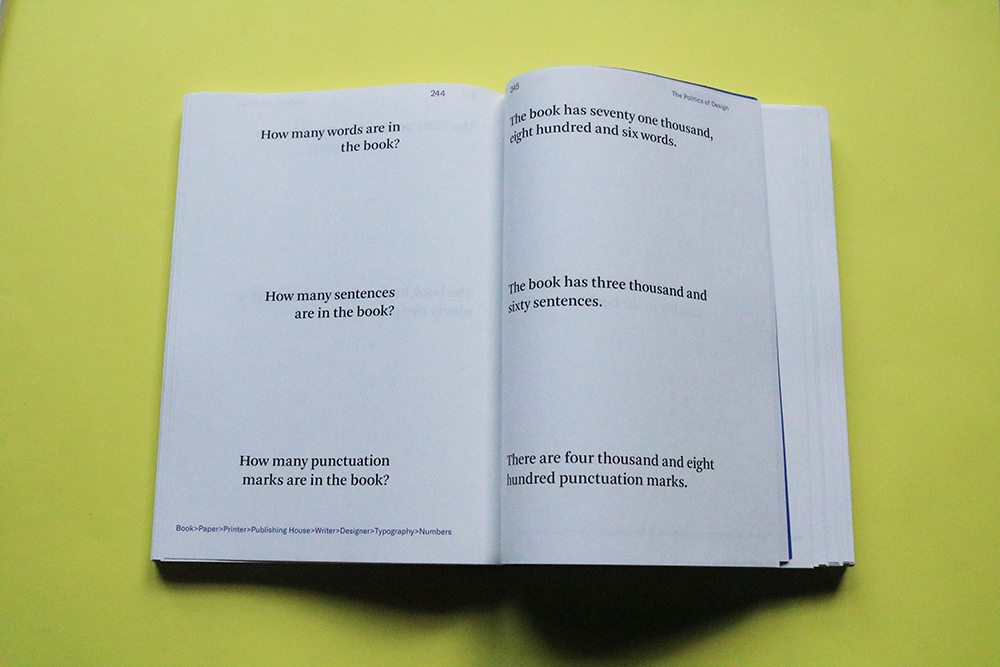 244
How many words are in
the book?
How many sentences
are in the book?
How many punctuation
marks are in the book?
Book>Paper>Printer>Publishing House>Writer>Designer>Typography>Numbers
245
The Politics of Design
The book has seventy one thousand,
eight hundred and six words.
The book has three thousand and
sixty sentences.
There are four thousand and eight
hundred punctuation marks.